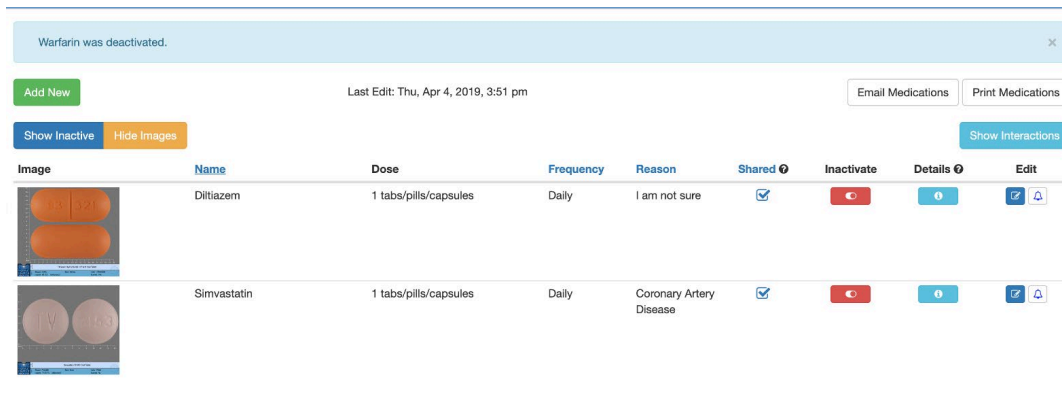 Warfarin was deactivated. ×
Add New Last Edit: Thu, Apr 4, 2019, 3:51 pm Email Medications Print Medications
Show Inactive Hide Images Show Interactions
Image Name Dose Frequency Reason Shared Inactivate Details Edit
Diltiazem 1 tabs/pills/capsules Daily I am not sure
Simvastatin 1 tabs/pills/capsules Daily Coronary Artery
Disease